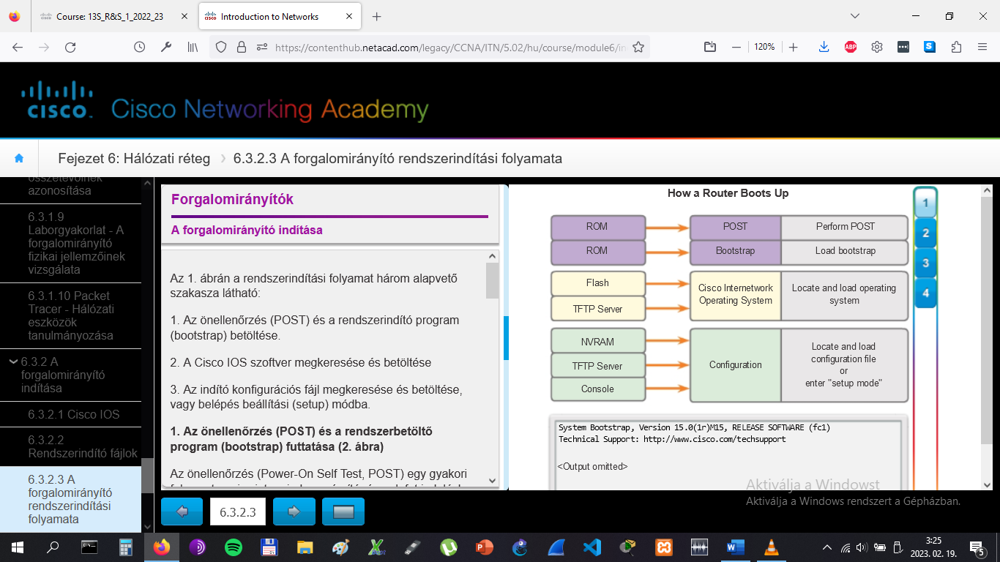 Course: 13S_R&S_1_2022_23
Introduction to Networks
https://contenthub.netacad.com/legacy/CCNA/ITN/5.02/hu/course/module6/in
120%
ABP
CISCO Cisco Networking Academy
Fejezet 6: Hálózati réteg
6.3.2.3 A forgalomirányító rendszerindítási folyamata
összetevőinek
azonosítása
6.3.1.9
Laborgyakorlat - A
forgalomirányító
fizikai jellemzőinek
vizsgálata
6.3.1.10 Packet
Tracer - Hálózati
eszközök
tanulmányozása
6.3.2 A
forgalomirányító
indítása
6.3.2.1 Cisco IOS
6.3.2.2
Rendszerindító fájlok
6.3.2.3 A
forgalomirányító
rendszerindítási
folyamata
Forgalomirányítók
A forgalomirányító indítása
Az 1. ábrán a rendszerindítási folyamat három alapvető
szakasza látható:
1. Az önellenőrzés (POST) és a rendszerindító program
(bootstrap) betöltése.
2. A Cisco IOS szoftver megkeresése és betöltése
3. Az indító konfigurációs fájl megkeresése és betöltése,
vagy belépés beállítási (setup) módba.
1. Az önellenőrzés (POST) és a rendszerbetöltő
program (bootstrap) futtatása (2. ábra)
Az önellenőrzés (Power-On Self Test, POST) egy gyakori
6.3.2.3
How a Router Boots Up
ROM POST Perform POST
ROM Bootstrap Load bootstrap
Flash
TFTP Server
Cisco Internetwork
Operating System
Locate and load operating
system
NVRAM
TFTP Server
Console
Configuration
Locate and load
configuration file
or
enter "setup mode"
1
2
3
4
System Bootstrap, Version 15.0(1r)M15, RELEASE SOFTWARE (fc1)
Technical Support: http://www.cisco.com/techsupport
<Output omitted>
Aktiválja a Windowst
Aktiválja a Windows rendszert a Gépházban.
3:25
2023. 02. 19.
5